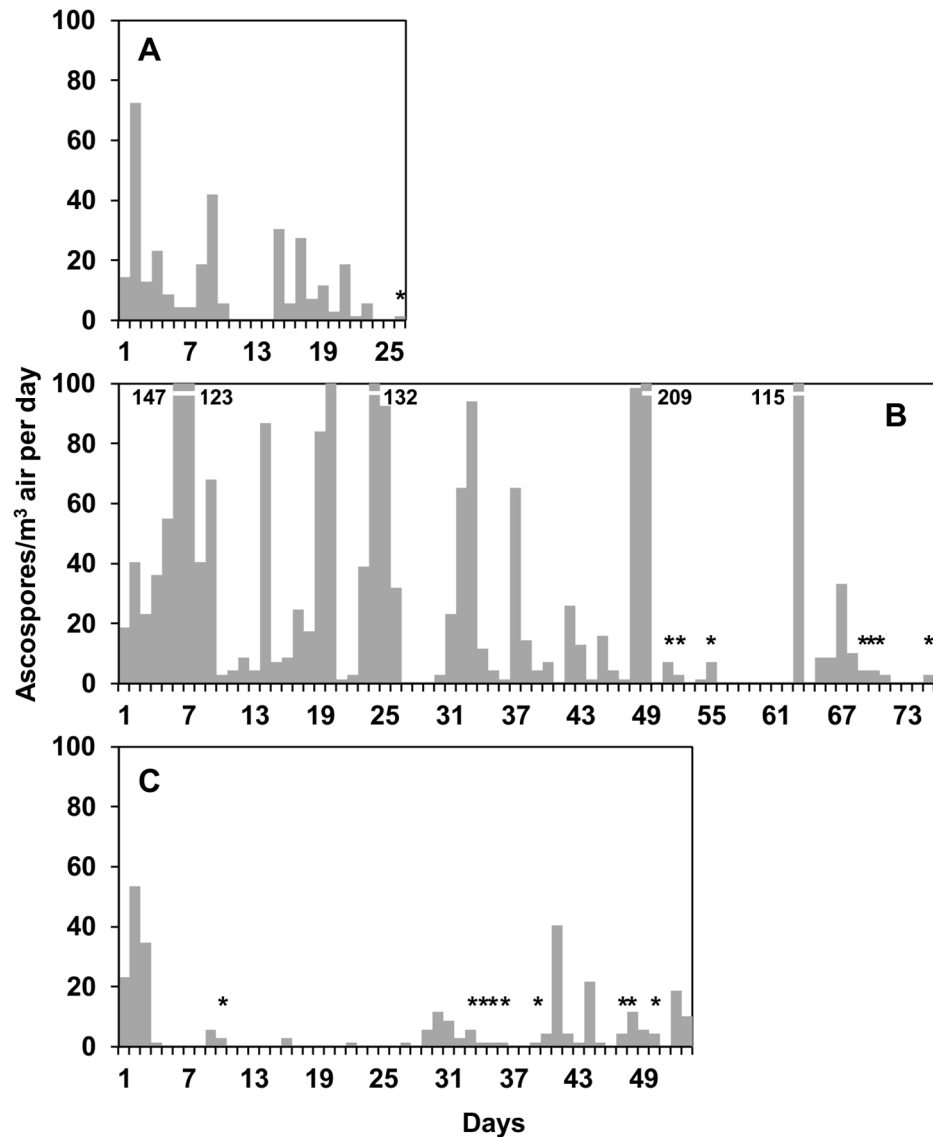 100
A
80
60
40
20
*
0
1 7 13 19 25
Ascospores/m³ air per day
100
147 123 132 209 115
B
80
60
40
20
** * *** *
0
1 7 13 19 25 31 37 43 49 55 61 67 73
100
C
80
60
40
20
* **** * ** *
0
1 7 13 19 25 31 37 43 49
Days